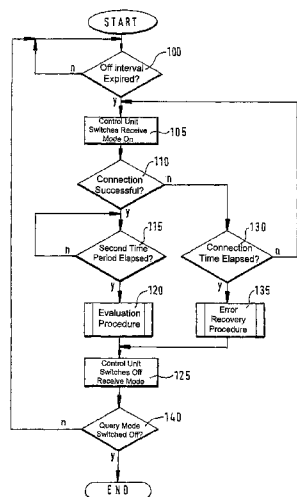 START
100
Off interval
Expired?
n
y
Control Unit
Switches Receive
Mode On
105
110
Connection
Successful?
n
y
115
130
Second Time
Period Elapsed?
n
Connection
Time Elapsed?
n
y
y
120
135
Evaluation
Procedure
Error
Recovery
Procedure
Control Unit
Switches Off
Receive Mode
125
n
140
Query Mode
Switched Off?
y
END